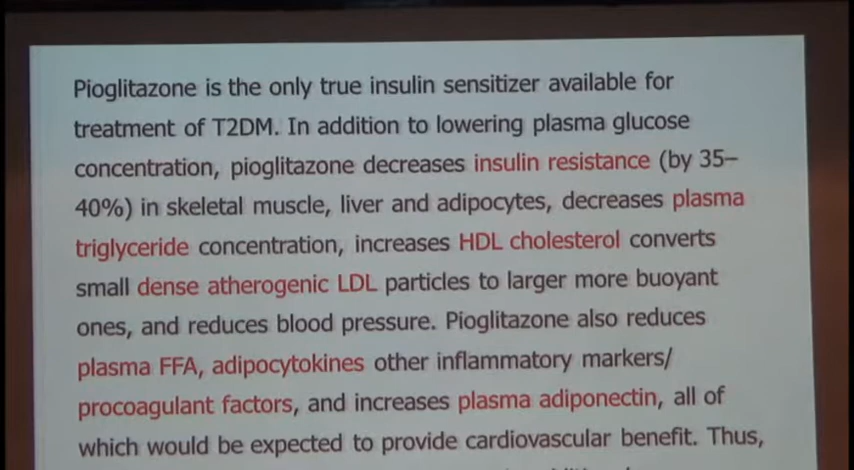 Pioglitazone is the only true insulin sensitizer available for
treatment of T2DM. In addition to lowering plasma glucose
concentration, pioglitazone decreases insulin resistance (by 35–
40%) in skeletal muscle, liver and adipocytes, decreases plasma
triglyceride concentration, increases HDL cholesterol converts
small dense atherogenic LDL particles to larger more buoyant
ones, and reduces blood pressure. Pioglitazone also reduces
plasma FFA, adipocytokines other inflammatory markers/
procoagulant factors, and increases plasma adiponectin, all of
which would be expected to provide cardiovascular benefit. Thus,